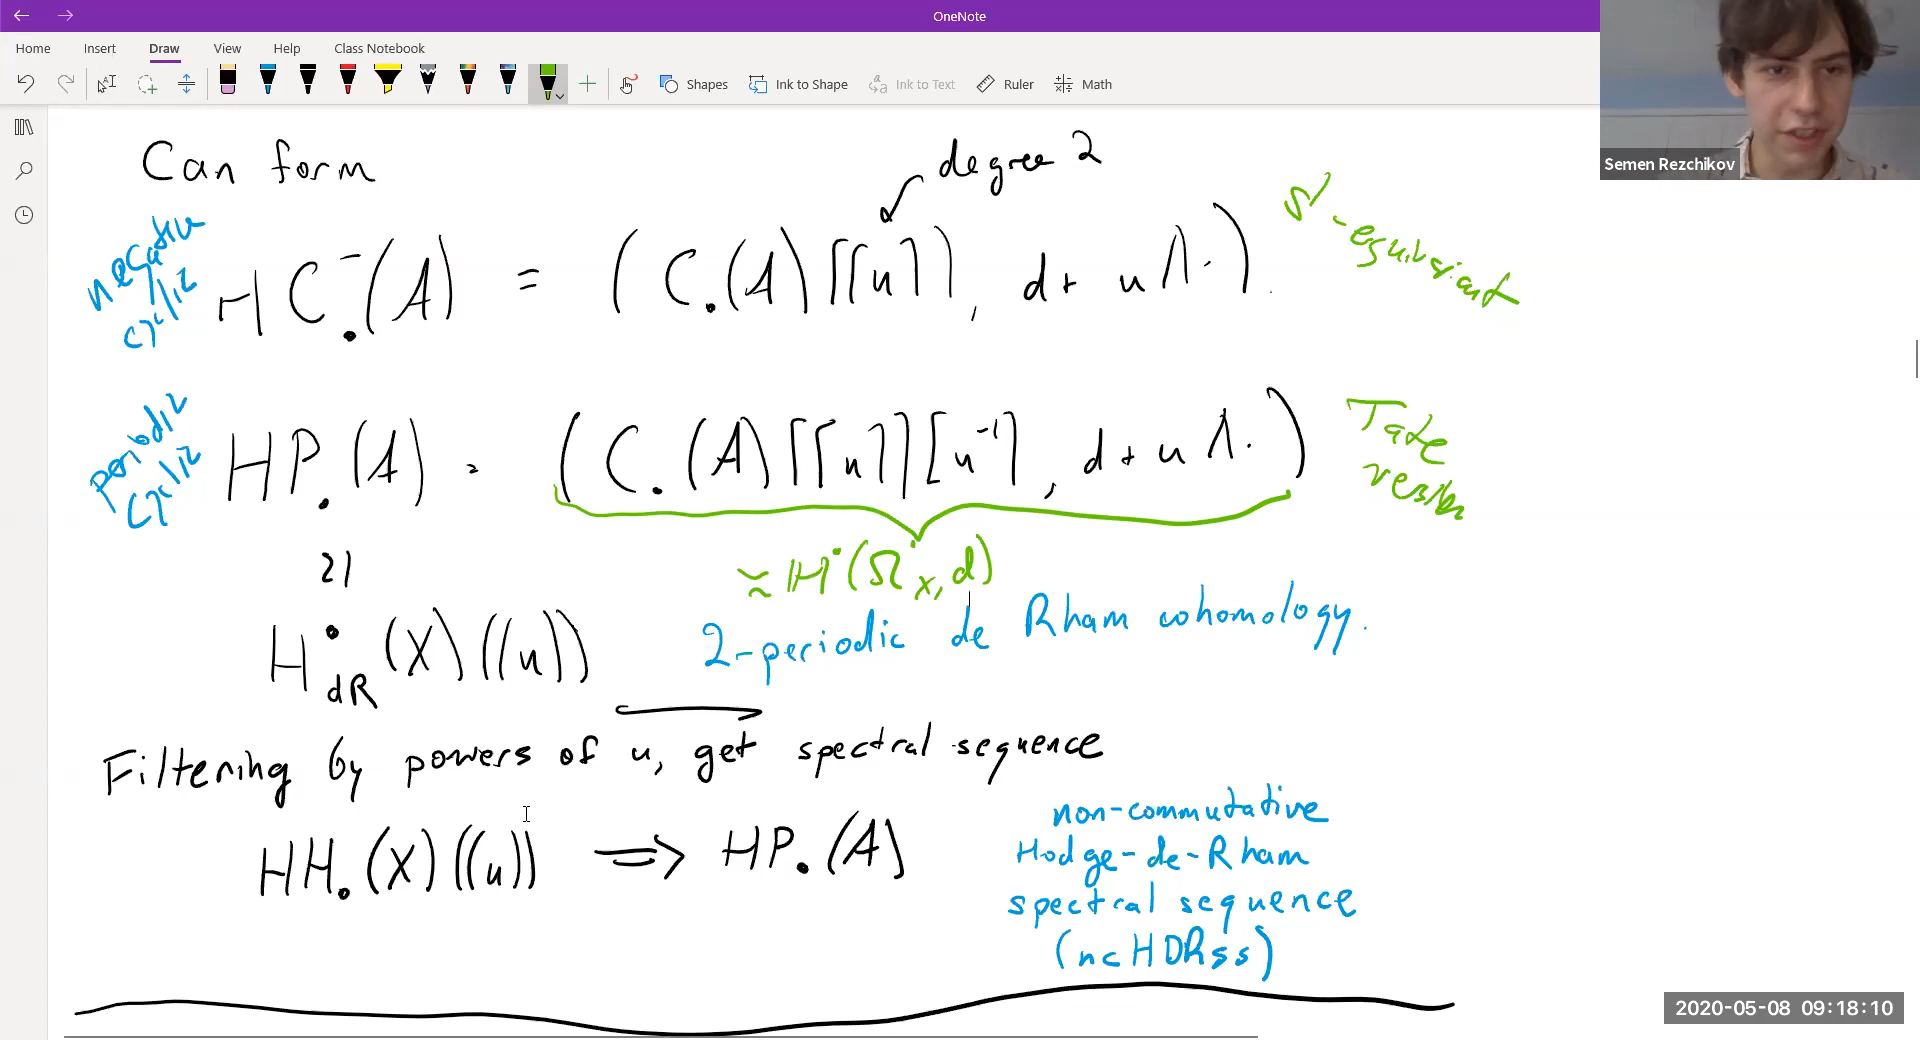 OneNote
Home Insert Draw View Help Class Notebook
Shapes Ink to Shape Ink to Text Ruler Math
Semen Rezchikov
Can form
degree 2
negative cyclic
HC⁻.(A) = (C.(A)[[u]], d + uΛ·).
S¹-equivariant
periodic cyclic
HP.(A) = (C.(A)[[u]][u⁻¹], d + uΛ·)
Tate version
≃ ℍ^•(Ω^•_X, d)
H^•_dR (X)((u))
2-periodic de Rham cohomology.
Filtering by powers of u, get spectral sequence
HH.(X)((u)) ⟹ HP.(A)
non-commutative
Hodge-de-Rham
spectral sequence
(ncHDRss)
2020-05-08 09:18:10